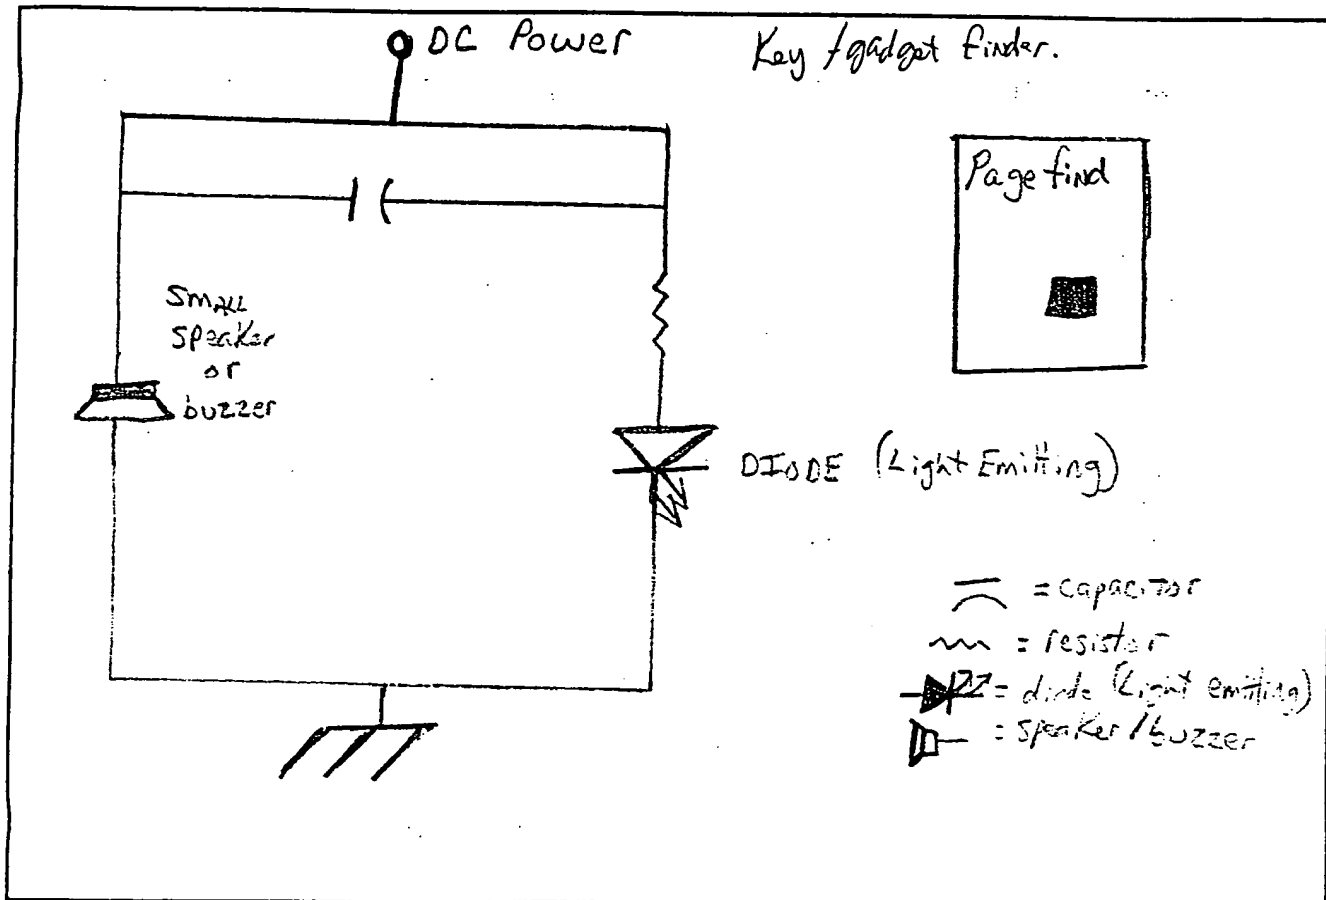 DC Power
Key / gadget finder.
Page find
Small
Speaker
or
buzzer
DIODE (Light Emitting)
= capacitor
= resistor
= diode (Light emitting)
= speaker / buzzer